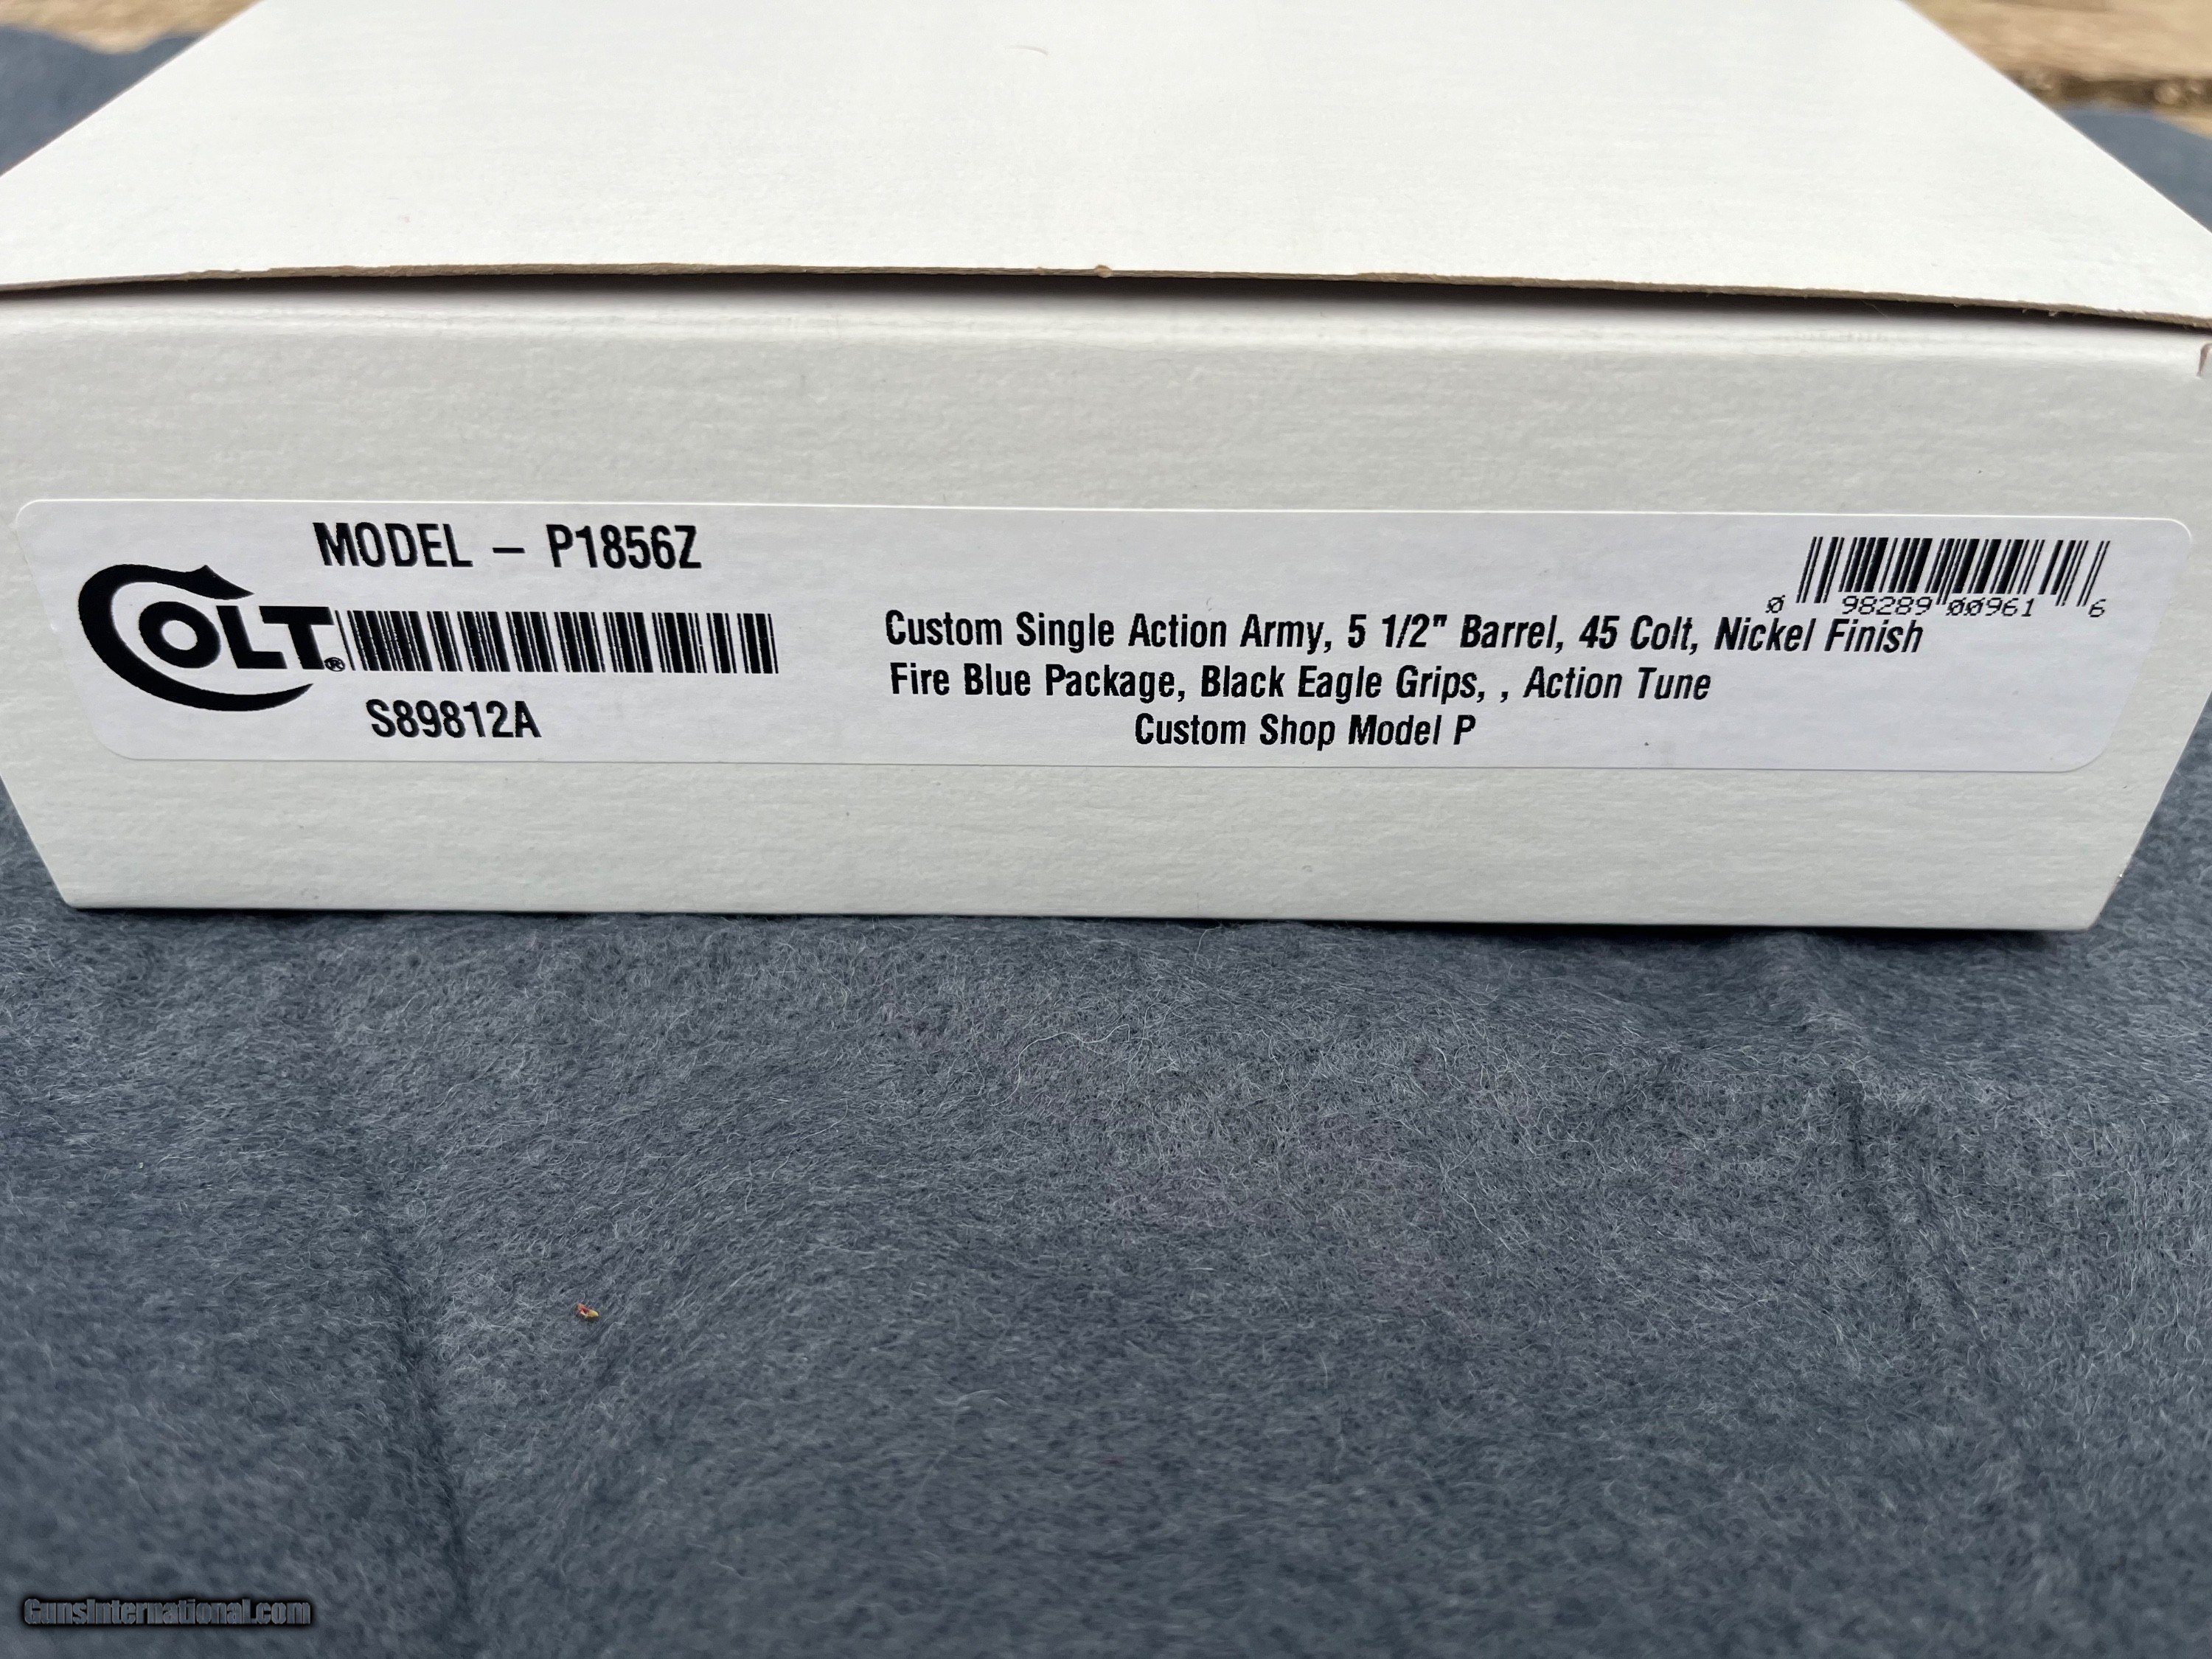 MODEL – P1856Z
COLT®
S89812A
0 98289 00961 6
Custom Single Action Army, 5 1/2" Barrel, 45 Colt, Nickel Finish
Fire Blue Package, Black Eagle Grips, , Action Tune
Custom Shop Model P
GunsInternational.com